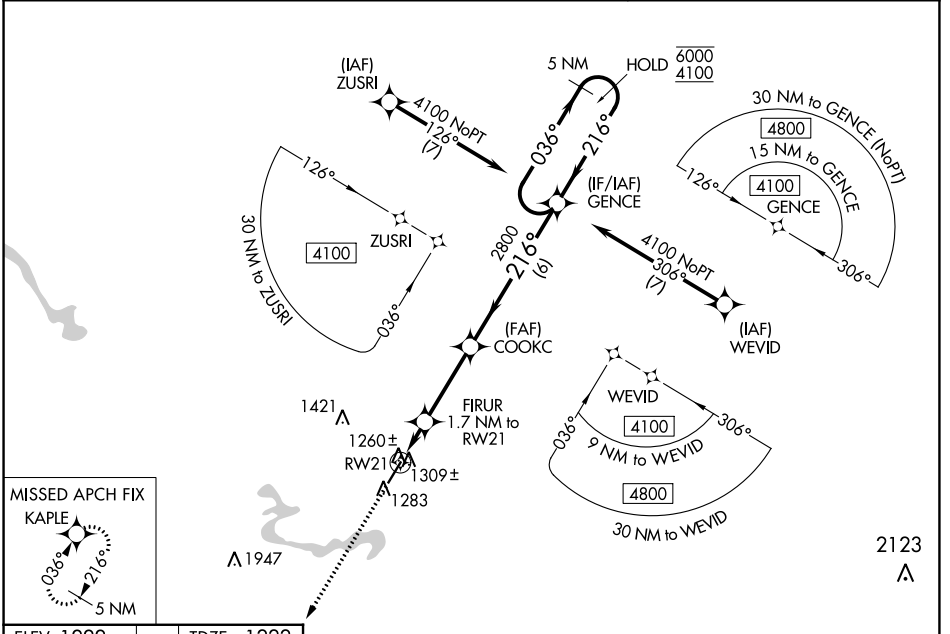 (IAF)
ZUSRI
4100 NoPT
126°
(7)
5 NM
HOLD
6000
4100
036°
216°
(IF/IAF)
GENCE
30 NM to GENCE (NoPT)
4800
15 NM to GENCE
4100
GENCE
126°
306°
126°
ZUSRI
4100
30 NM to ZUSRI
036°
2800
216°
(6)
4100 NoPT
306°
(7)
(IAF)
WEVID
(FAF)
COOKC
WEVID
036°
306°
4100
9 NM to WEVID
4800
30 NM to WEVID
FIRUR
1.7 NM to
RW21
1421
1260±
RW21
1309±
1283
1947
2123
MISSED APCH FIX
KAPLE
036°
216°
5 NM